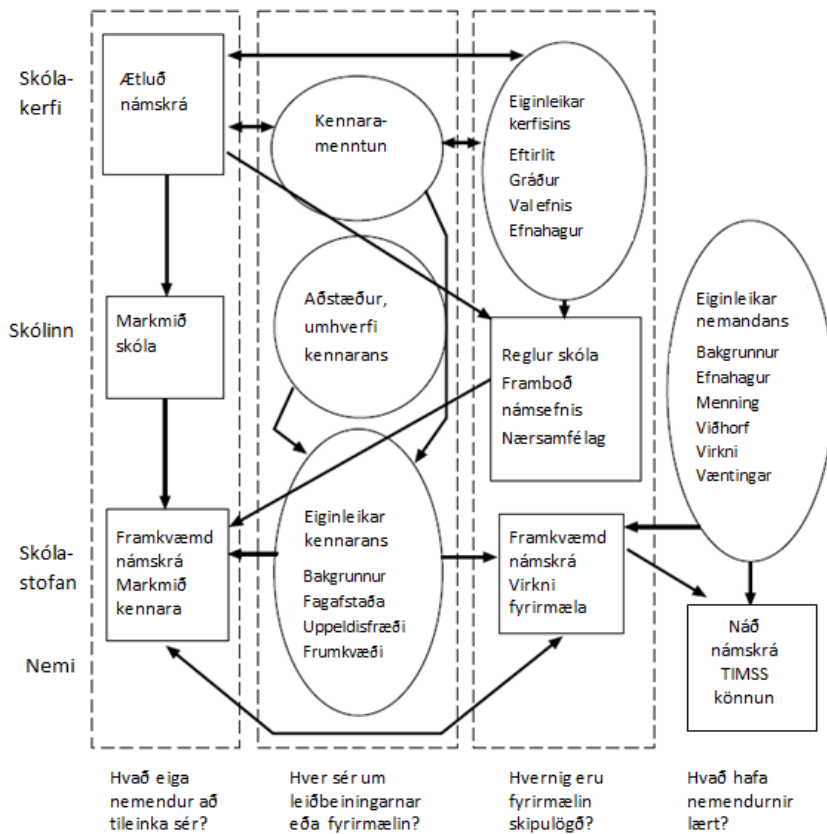 Skóla-
kerfi
Ætluð
námskrá
Kennara-
menntun
Eiginleikar
kerfisins
Eftirlit
Gráður
Val efnis
Efnahagur
Skólinn
Markmið
skóla
Aðstæður,
umhverfi
kennarans
Reglur skóla
Framboð
námsefnis
Nærsamfélag
Eiginleikar
nemandans
Bakgrunnur
Efnahagur
Menning
Viðhorf
Virkni
Væntingar
Skóla-
stofan
Framkvæmd
námskrá
Markmið
kennara
Eiginleikar
kennarans
Bakgrunnur
Fagafstaða
Uppeldisfræði
Frumkvæði
Framkvæmd
námskrá
Virkni
fyrirmæla
Náð
námskrá
TIMSS
könnun
Nemi
Hvað eiga
nemendur að
tileinka sér?
Hver sér um
leiðbeiningarnar
eða fyrirmælin?
Hvernig eru
fyrirmælin
skipulögð?
Hvað hafa
nemendurnir
lært?